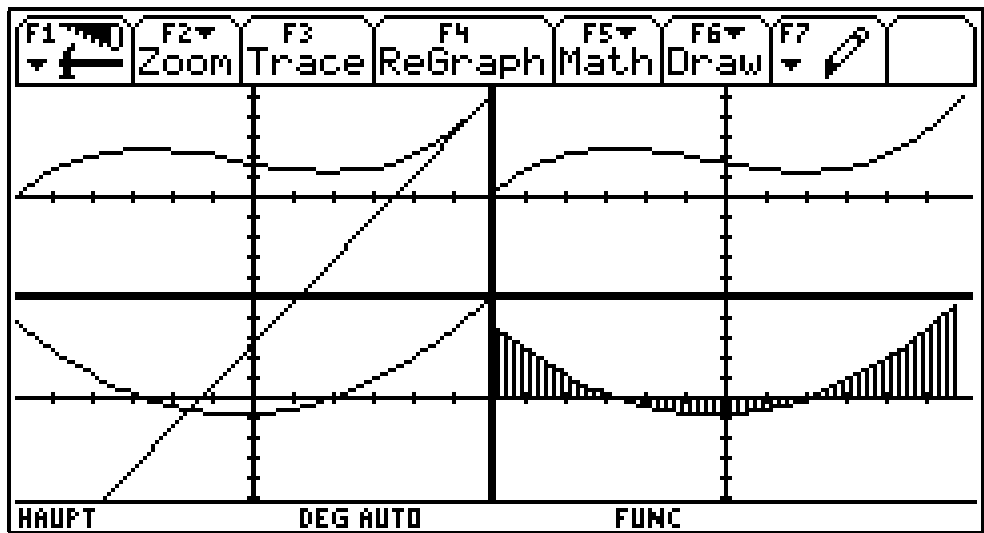 F1 F2 F3 F4 F5 F6 F7
Zoom Trace ReGraph Math Draw
HAUPT DEG AUTO FUNC